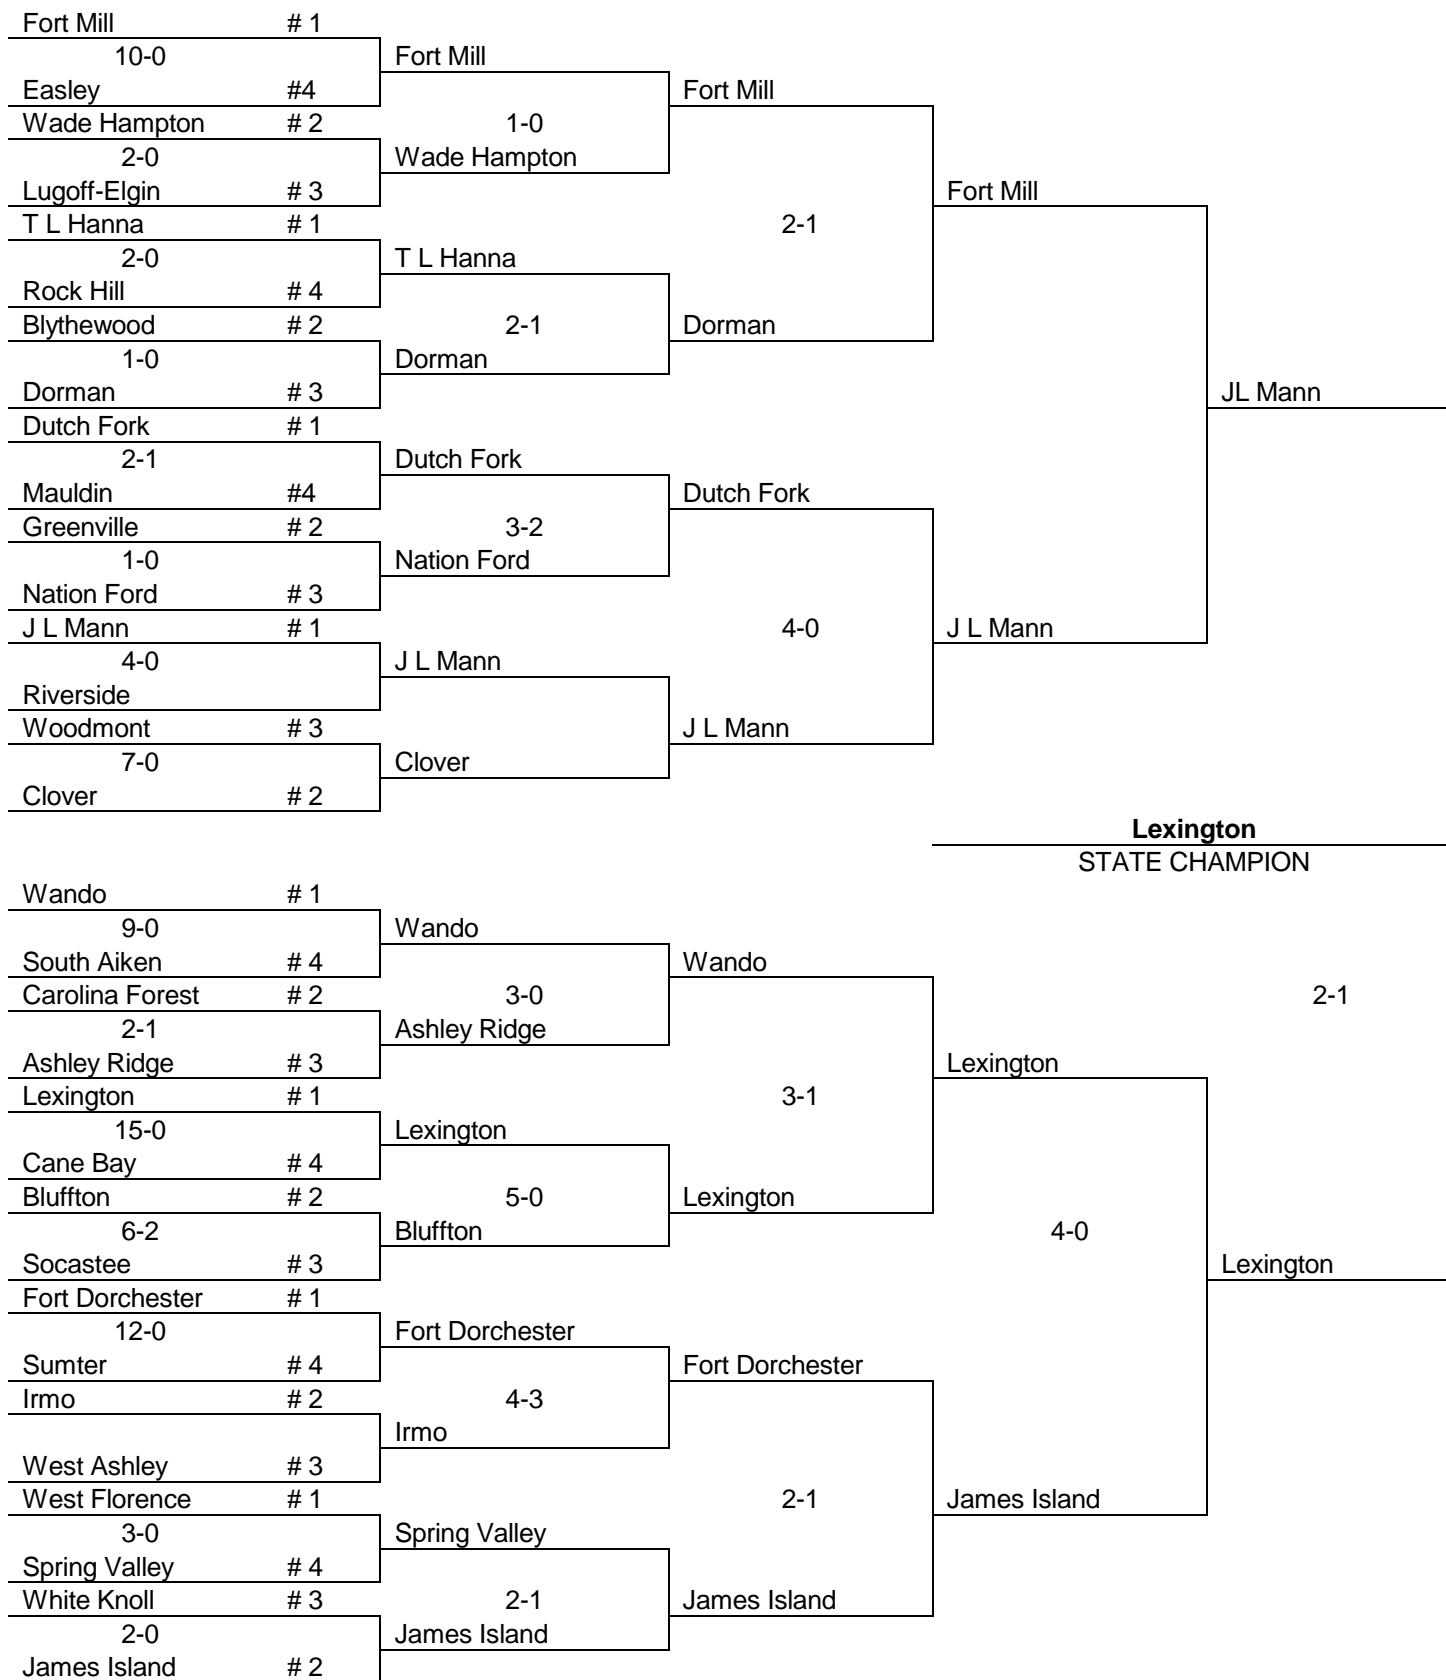 Fort Mill # 1
10-0 Fort Mill
Easley #4 Fort Mill
Wade Hampton # 2 1-0
2-0 Wade Hampton
Lugoff-Elgin # 3 Fort Mill
T L Hanna # 1 2-1
2-0 T L Hanna
Rock Hill # 4
Blythewood # 2 2-1 Dorman
1-0 Dorman
Dorman # 3 JL Mann
Dutch Fork # 1
2-1 Dutch Fork
Mauldin #4 Dutch Fork
Greenville # 2 3-2
1-0 Nation Ford
Nation Ford # 3
J L Mann # 1 4-0 J L Mann
4-0 J L Mann
Riverside
Woodmont # 3 J L Mann
7-0 Clover
Clover # 2
Lexington
STATE CHAMPION
Wando # 1
9-0 Wando
South Aiken # 4 Wando
Carolina Forest # 2 3-0 2-1
2-1 Ashley Ridge
Ashley Ridge # 3 Lexington
Lexington # 1 3-1
15-0 Lexington
Cane Bay # 4
Bluffton # 2 5-0 Lexington
6-2 Bluffton 4-0
Socastee # 3 Lexington
Fort Dorchester # 1
12-0 Fort Dorchester
Sumter # 4 Fort Dorchester
Irmo # 2 4-3
Irmo
West Ashley # 3
West Florence # 1 2-1 James Island
3-0 Spring Valley
Spring Valley # 4
White Knoll # 3 2-1 James Island
2-0 James Island
James Island # 2